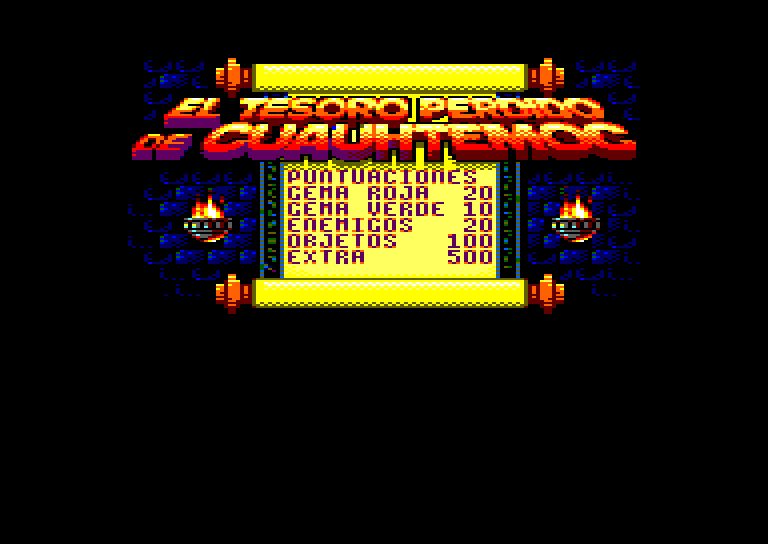 EL TESORO PERDIDO
DE CUAUHTEMOC
PUNTUACIONES
GEMA ROJA 20
GEMA VERDE 10
ENEMIGOS 20
OBJETOS 100
EXTRA 500